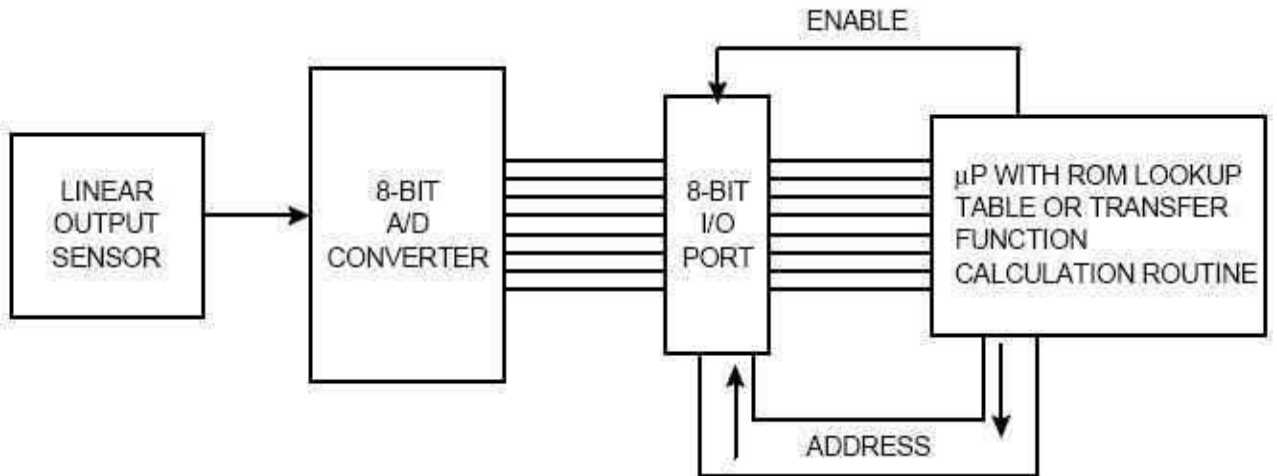 ENABLE
LINEAR
OUTPUT
SENSOR
8-BIT
A/D
CONVERTER
8-BIT
I/O
PORT
μP WITH ROM LOOKUP
TABLE OR TRANSFER
FUNCTION
CALCULATION ROUTINE
ADDRESS